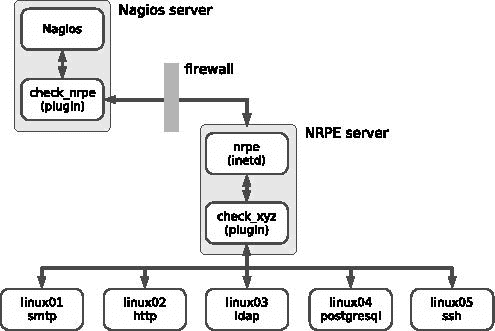 Nagios server
Nagios
check_nrpe
(plugin)
firewall
NRPE server
nrpe
(inetd)
check_xyz
(plugin)
linux01
smtp
linux02
http
linux03
ldap
linux04
postgresql
linux05
ssh